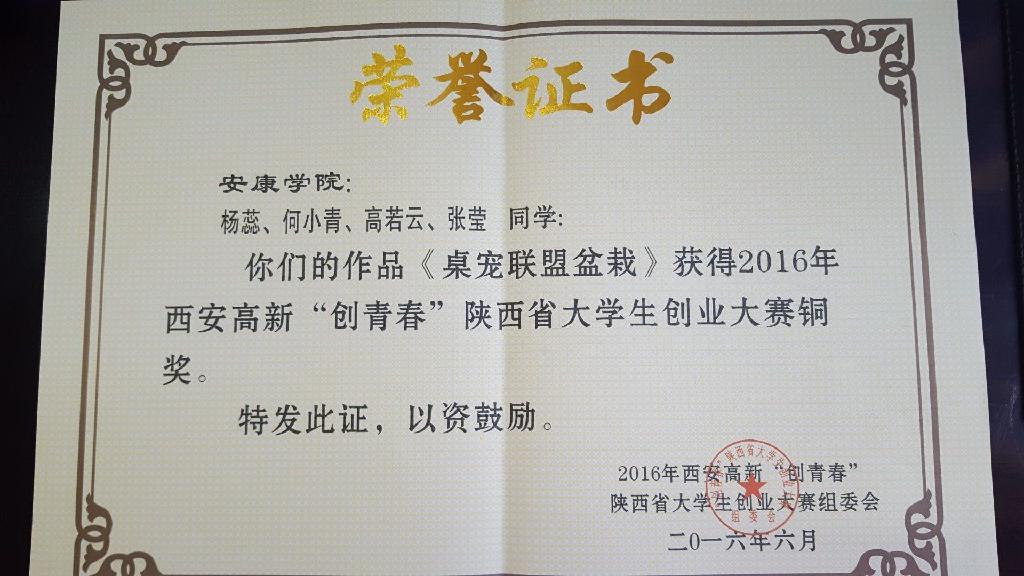 荣誉证书
安康学院:
杨蕊、何小青、高若云、张莹 同学:
你们的作品《桌宠联盟盆栽》获得2016年
西安高新“创青春”陕西省大学生创业大赛铜
奖。
特发此证，以资鼓励。
2016年西安高新“创青春”
陕西省大学生创业大赛组委会
二〇一六年六月
组委会